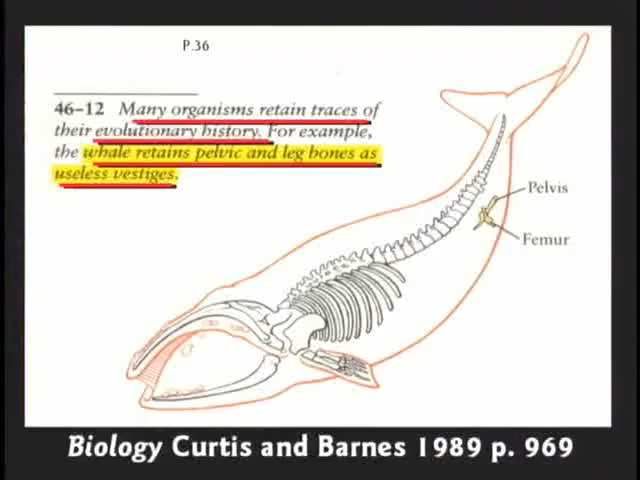 P.36
46–12 Many organisms retain traces of
their evolutionary history. For example,
the whale retains pelvic and leg bones as
useless vestiges.
Pelvis
Femur
Biology Curtis and Barnes 1989 p. 969